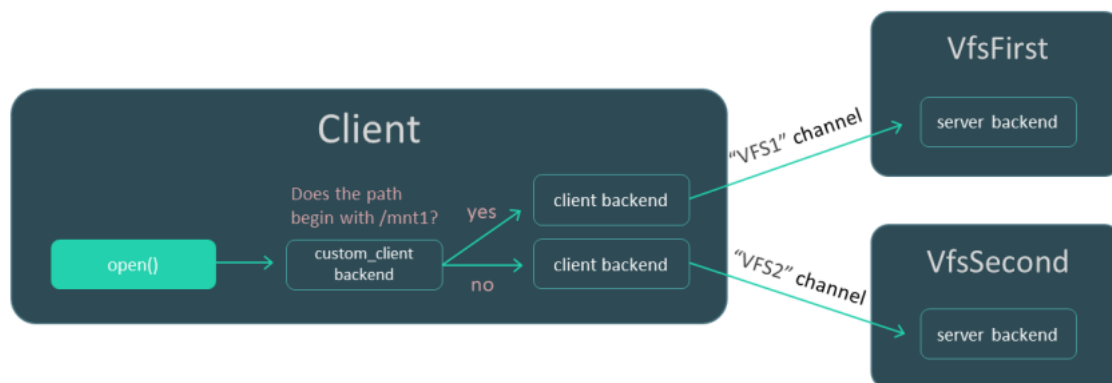 Client
Does the path
begin with /mnt1?
open()
custom_client
backend
yes
no
client backend
client backend
“VFS1” channel
“VFS2” channel
VfsFirst
server backend
VfsSecond
server backend